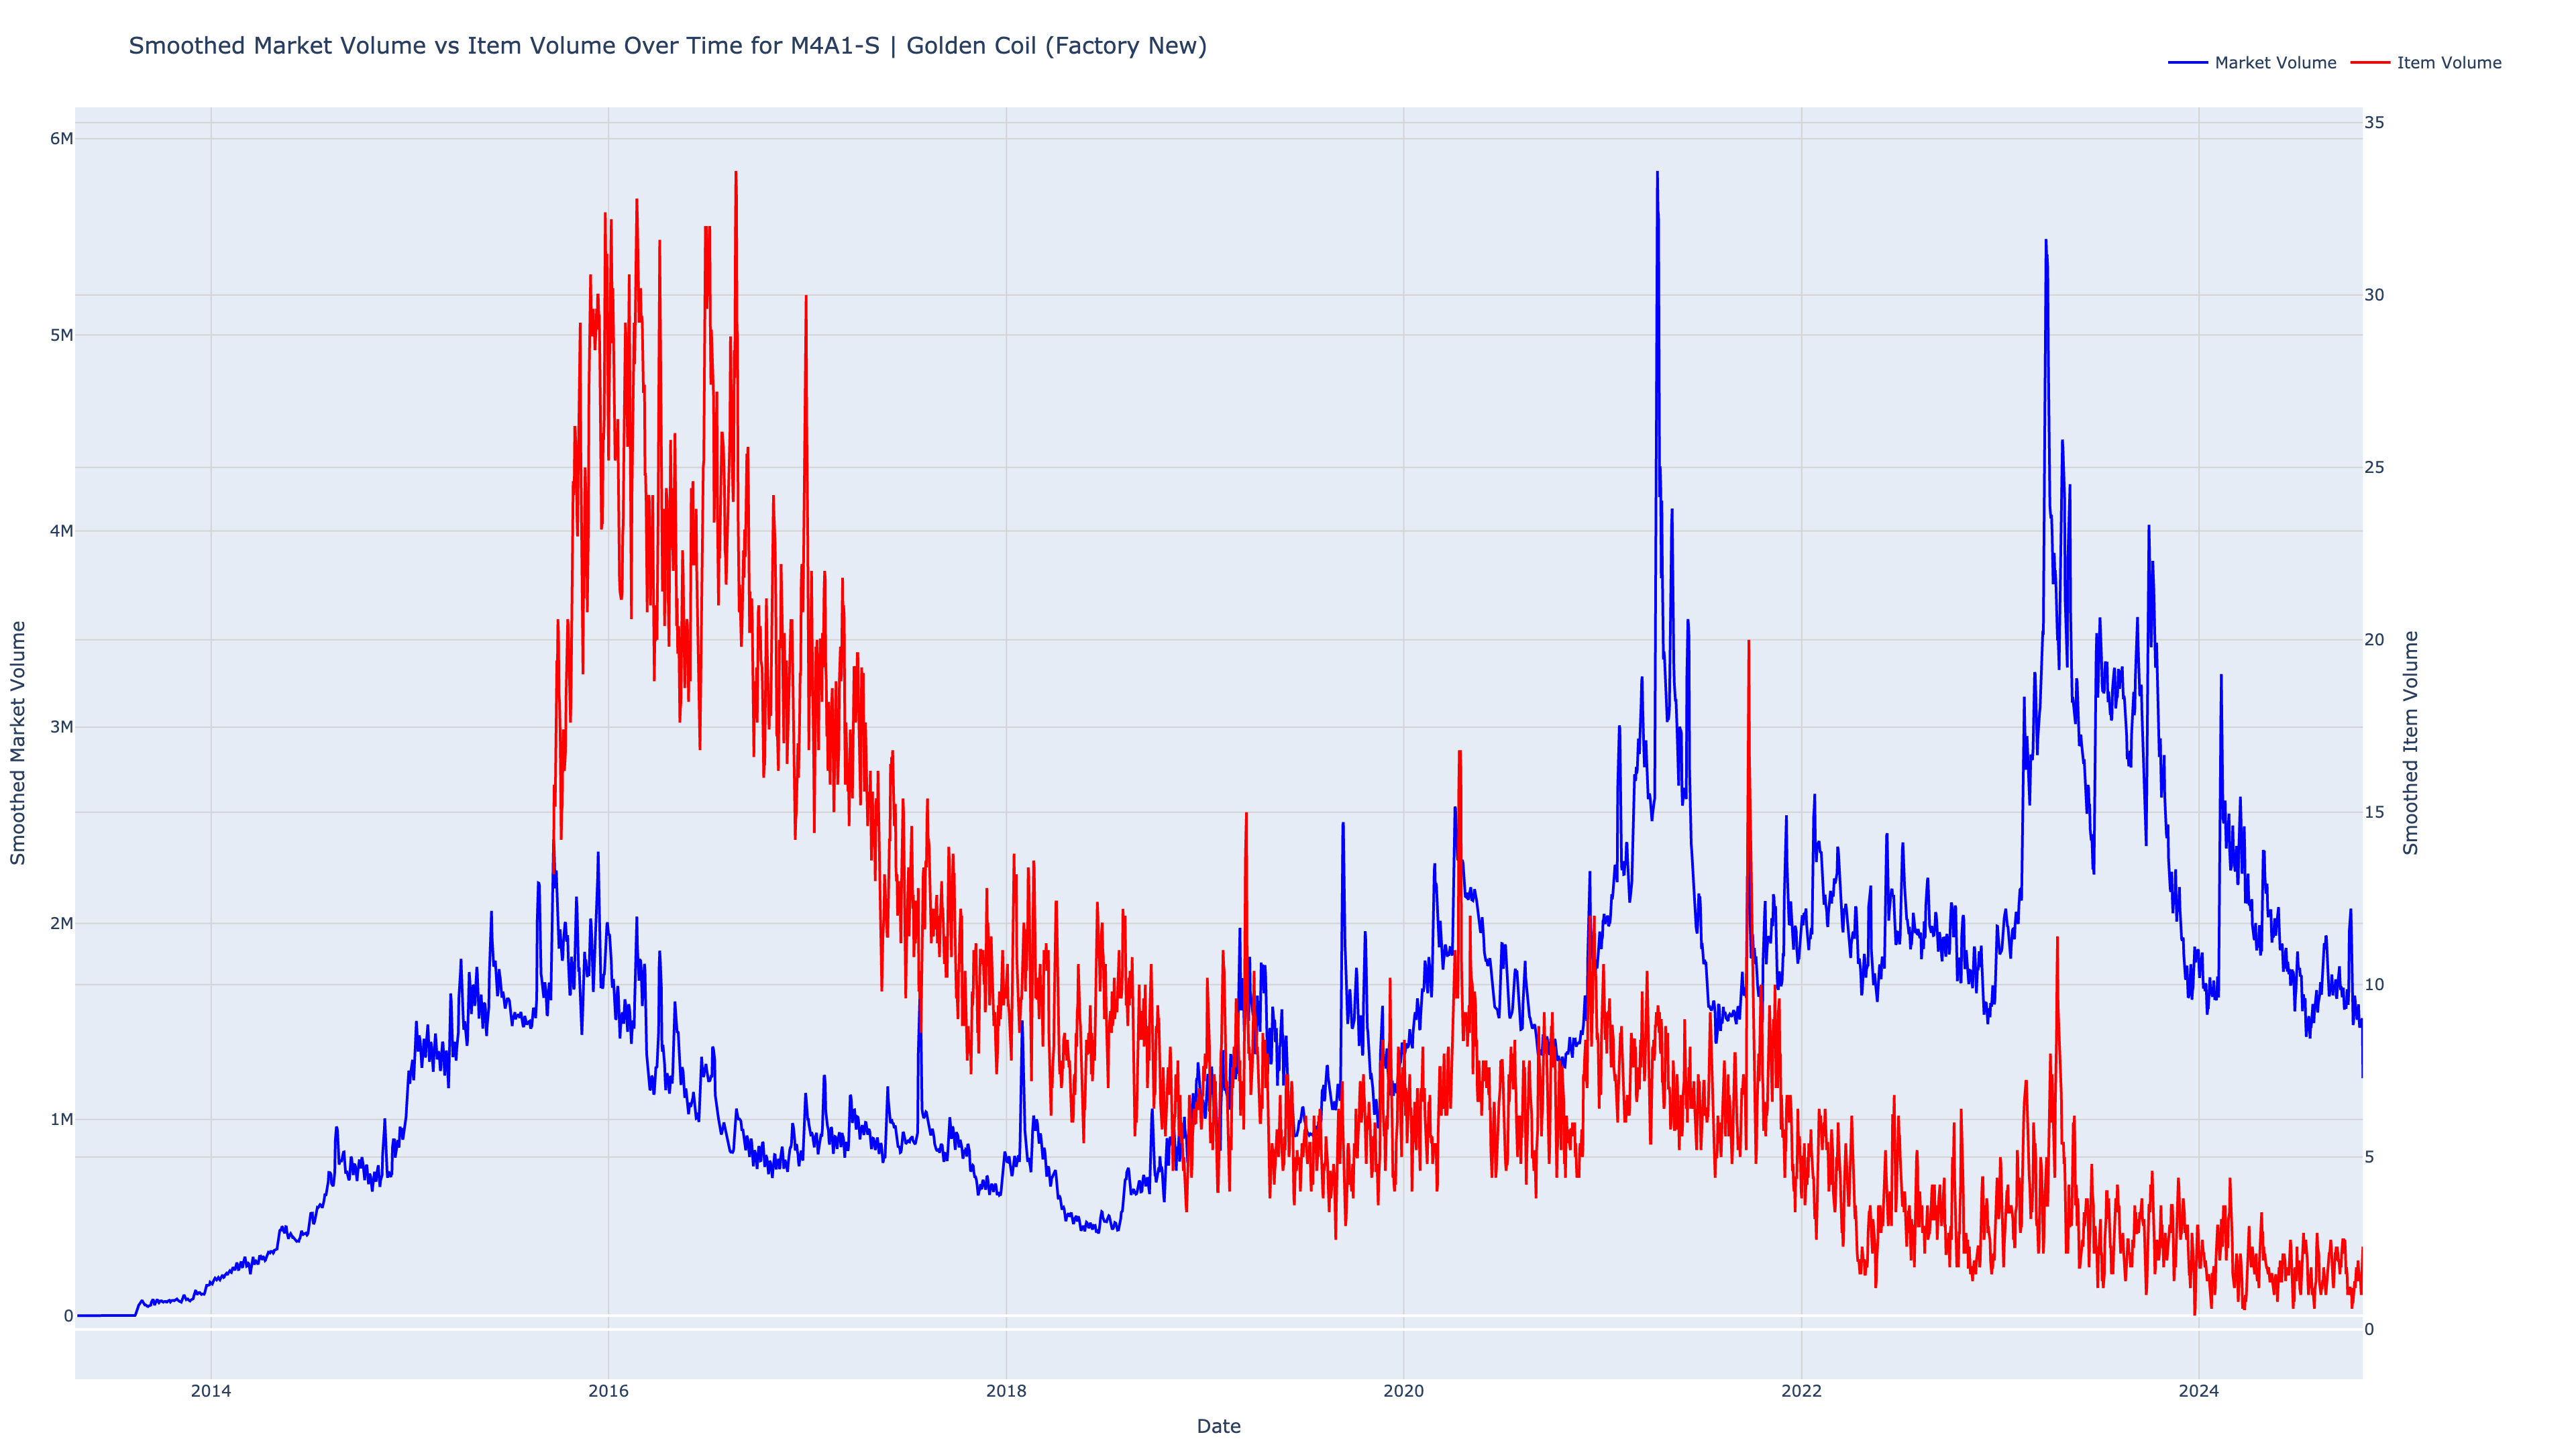 Smoothed Market Volume vs Item Volume Over Time for M4A1-S | Golden Coil (Factory New)
Market Volume
Item Volume
6M
5M
4M
3M
2M
1M
0
Smoothed Market Volume
35
30
25
20
15
10
5
0
Smoothed Item Volume
2014
2016
2018
2020
2022
2024
Date